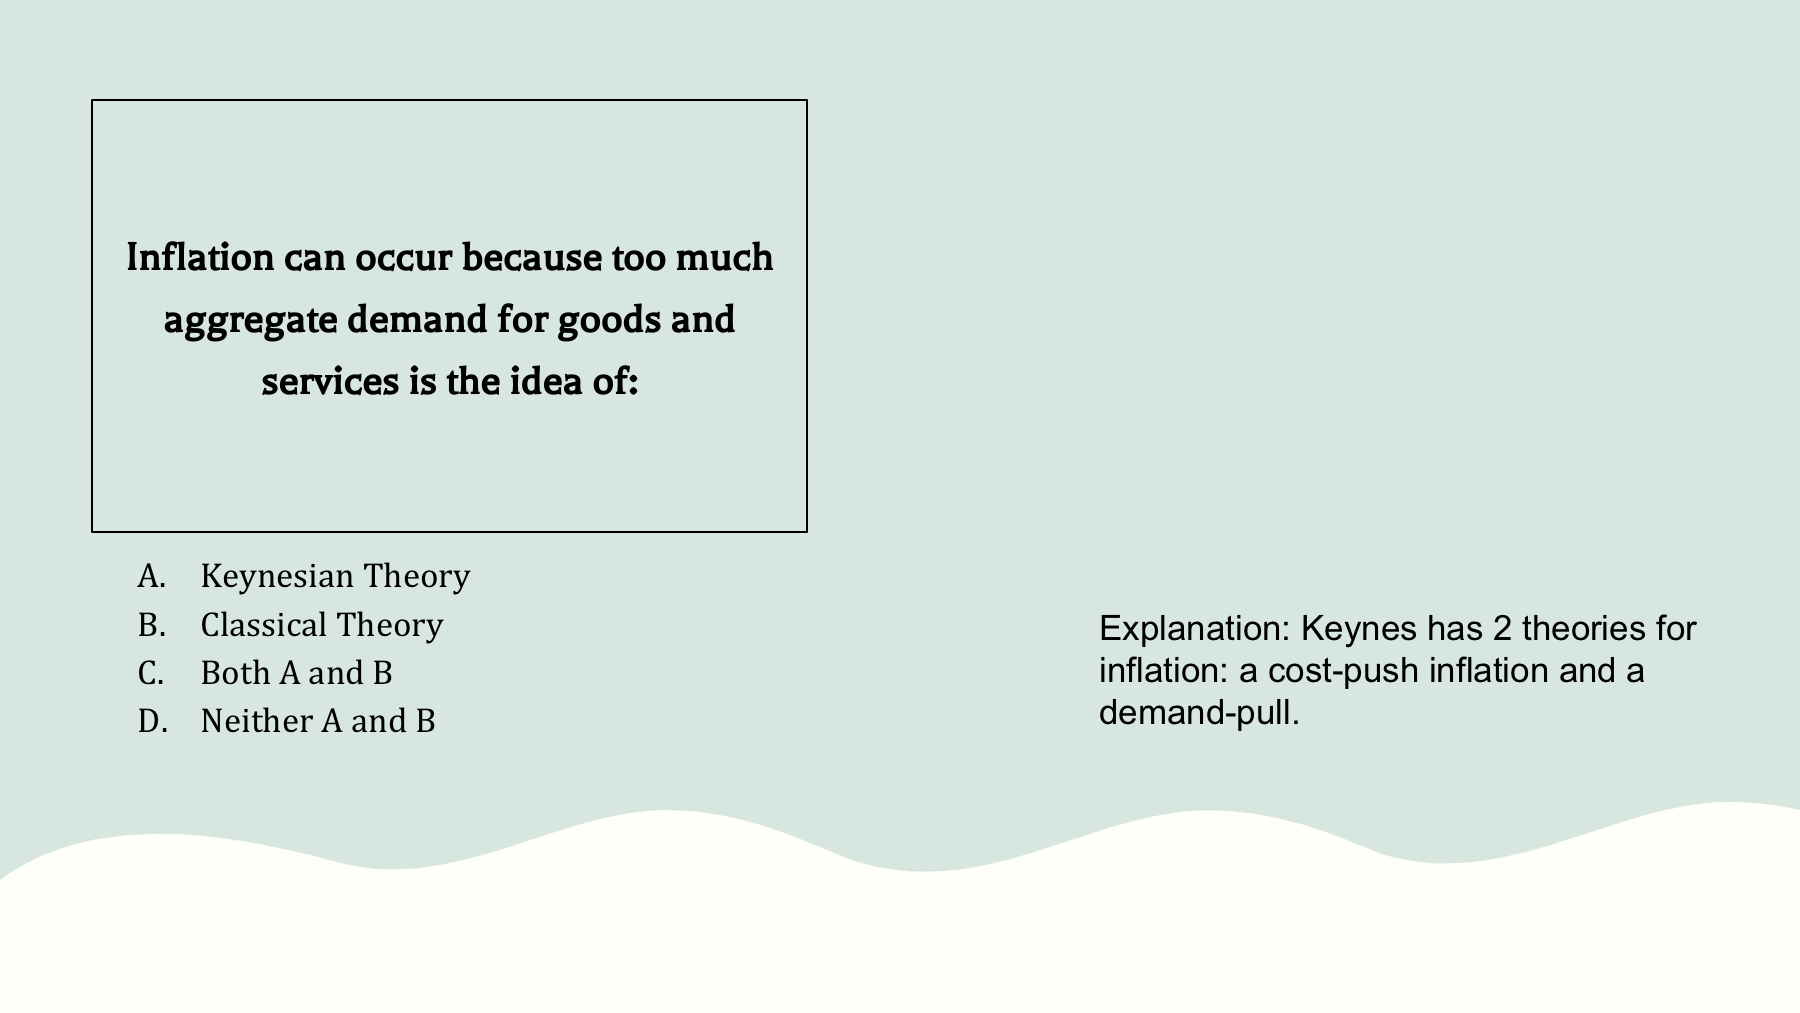 Inflation can occur because too much
aggregate demand for goods and
services is the idea of:
A. Keynesian Theory
B. Classical Theory
C. Both A and B
D. Neither A and B
Explanation: Keynes has 2 theories for
inflation: a cost-push inflation and a
demand-pull.